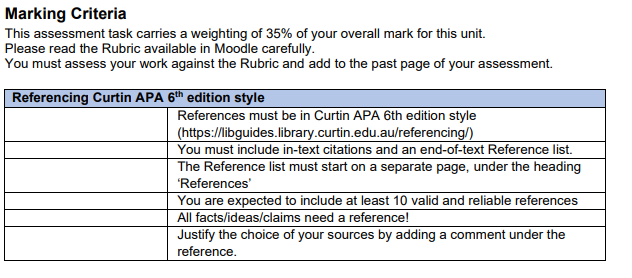 Marking Criteria
This assessment task carries a weighting of 35% of your overall mark for this unit.
Please read the Rubric available in Moodle carefully.
You must assess your work against the Rubric and add to the past page of your assessment.
Referencing Curtin APA 6th edition style
References must be in Curtin APA 6th edition style
(https://libguides.library.curtin.edu.au/referencing/)
You must include in-text citations and an end-of-text Reference list.
The Reference list must start on a separate page, under the heading
‘References’
You are expected to include at least 10 valid and reliable references
All facts/ideas/claims need a reference!
Justify the choice of your sources by adding a comment under the
reference.